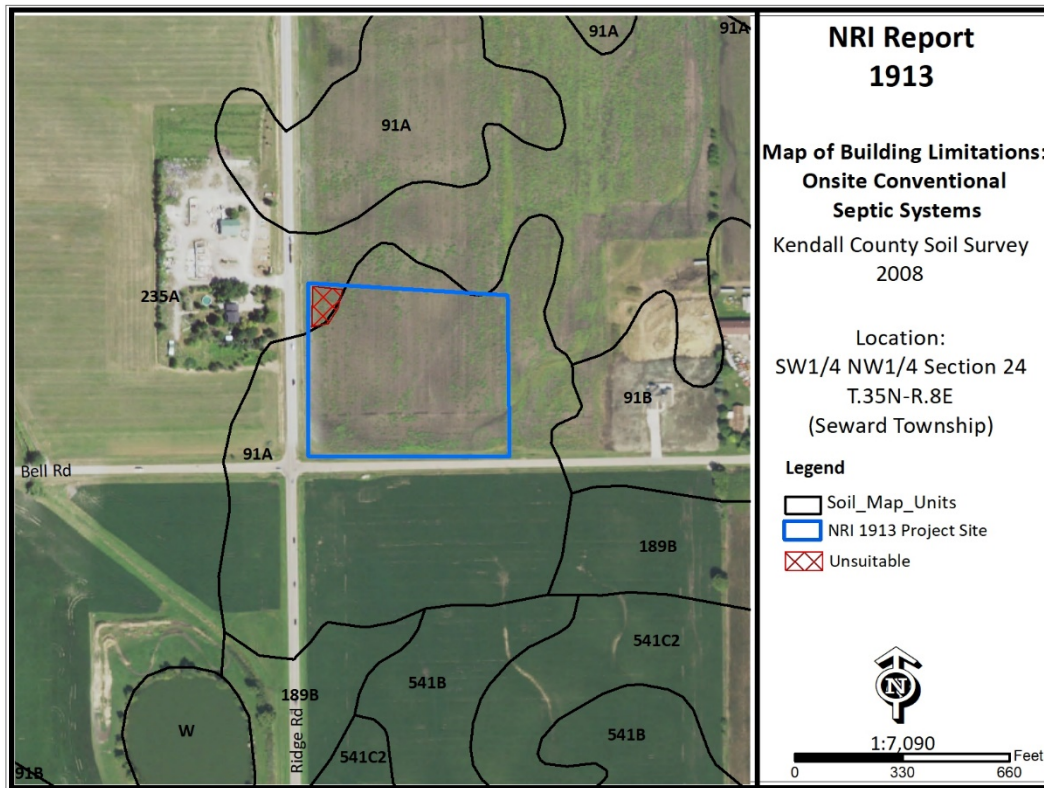 91A
91A
91A
235A
91B
Bell Rd
91A
189B
541C2
541B
189B
W
541B
Ridge Rd
541C2
91B
NRI Report
1913
Map of Building Limitations:
Onsite Conventional
Septic Systems
Kendall County Soil Survey
2008
Location:
SW1/4 NW1/4 Section 24
T.35N-R.8E
(Seward Township)
Legend
Soil_Map_Units
NRI 1913 Project Site
Unsuitable
N
1:7,090
Feet
0 330 660